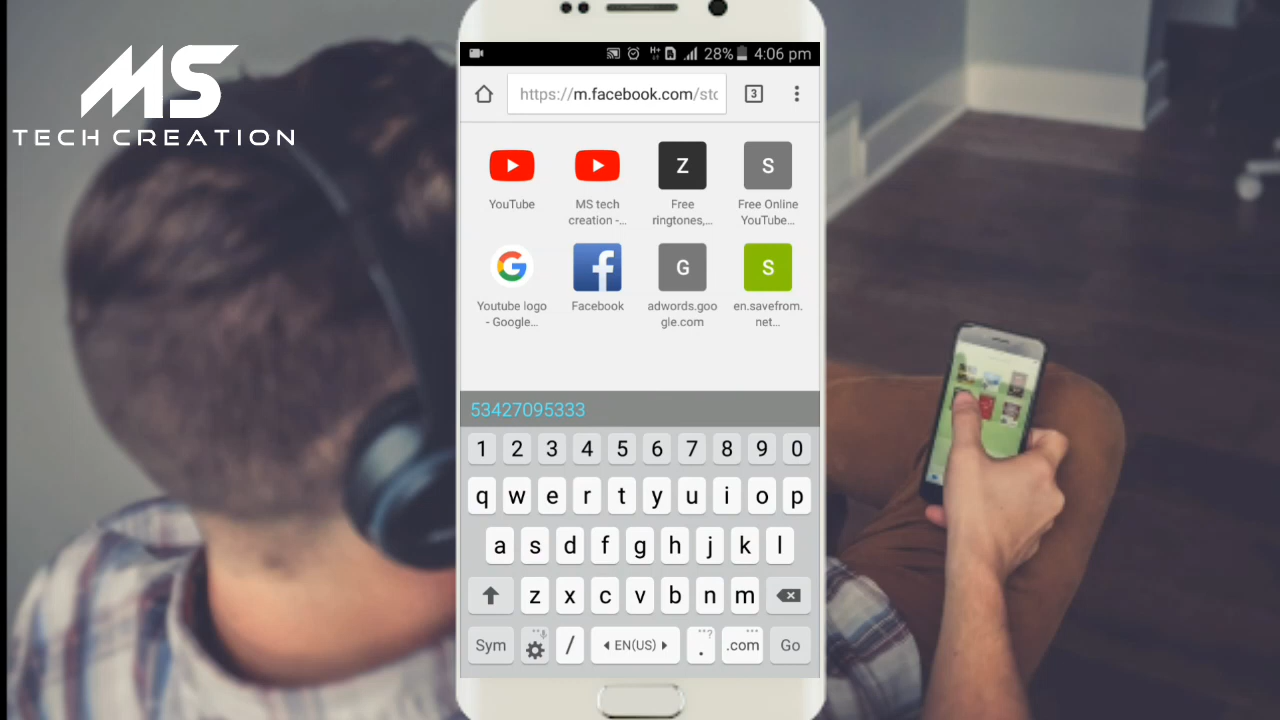 MS
TECH CREATION
28% 4:06 pm
https://m.facebook.com/sto
3
Z
S
YouTube
MS tech
creation -...
Free
ringtones,...
Free Online
YouTube...
G
f
G
S
Youtube logo
- Google...
Facebook
adwords.goo
gle.com
en.savefrom.
net...
53427095333
1 2 3 4 5 6 7 8 9 0
q w e r t y u i o p
a s d f g h j k l
z x c v b n m
Sym / EN(US) . .com Go